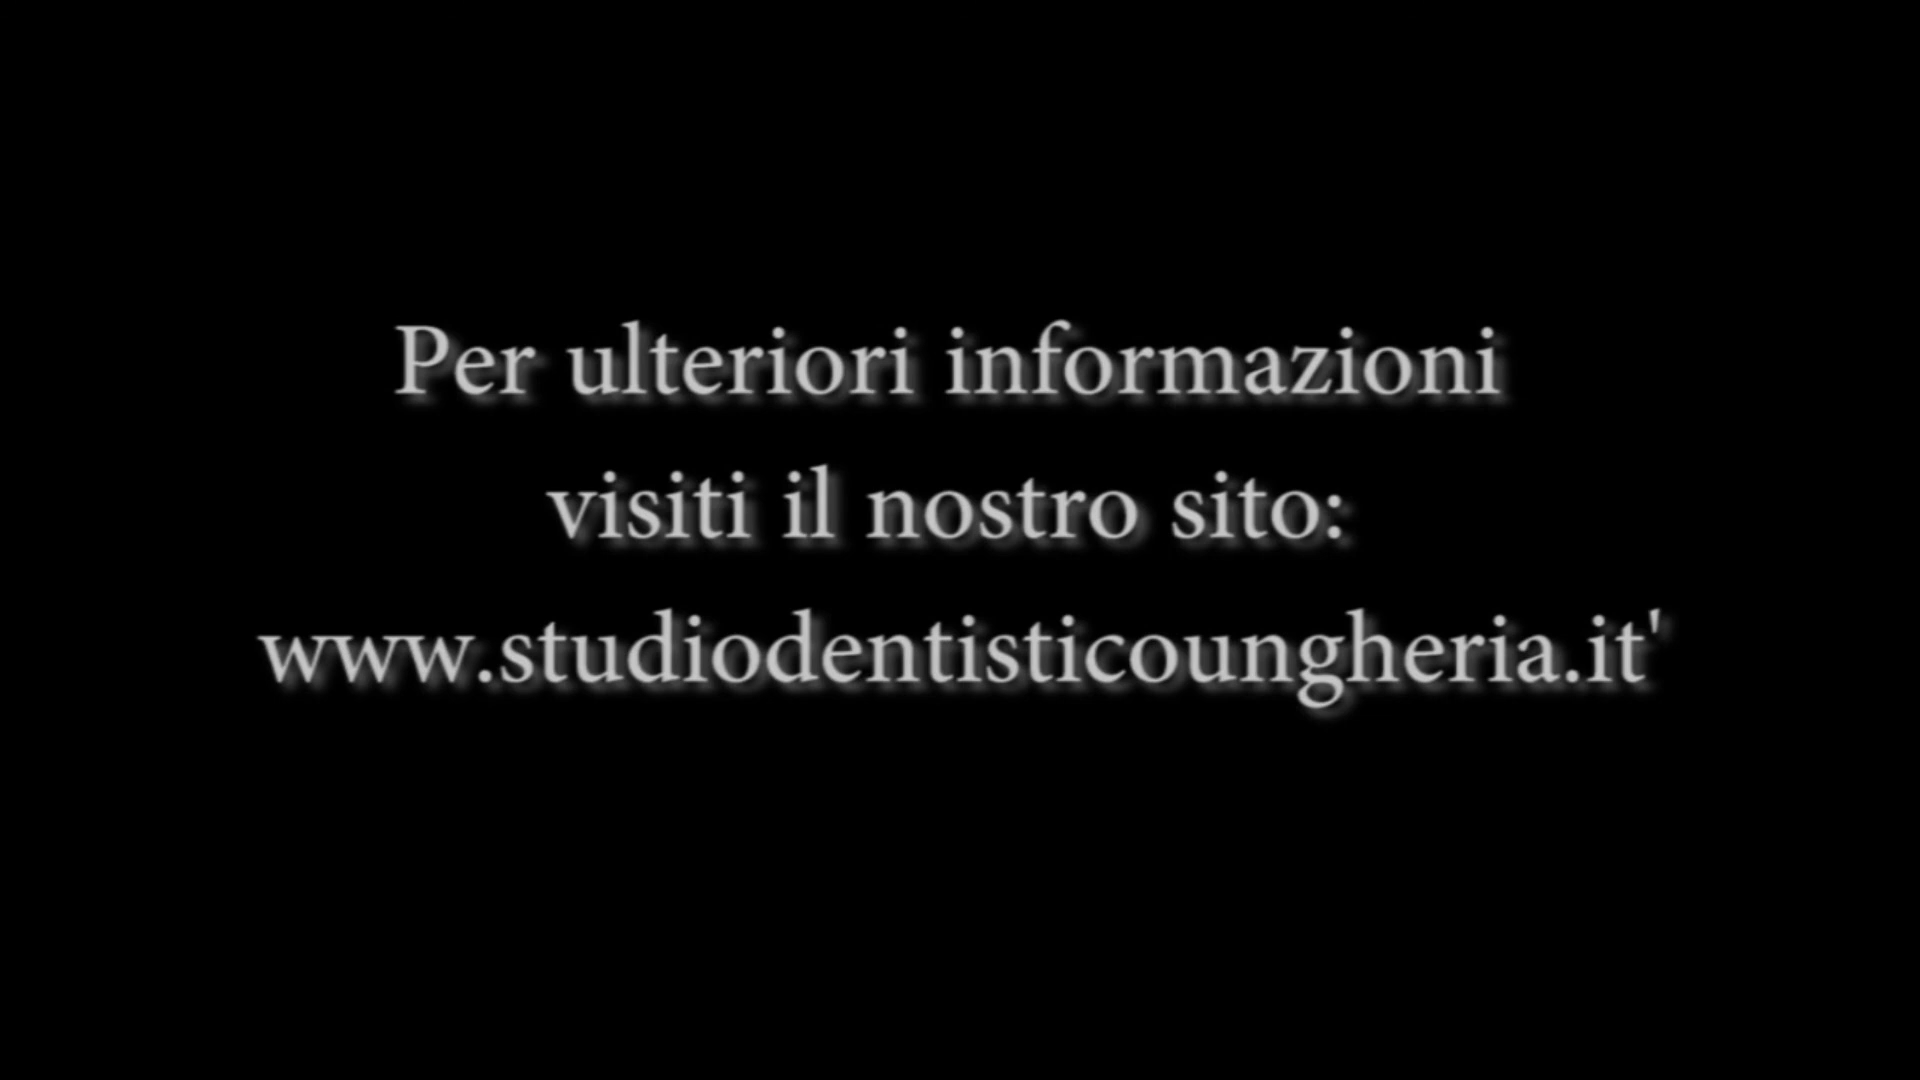 Per ulteriori informazioni
visiti il nostro sito:
www.studiodentisticoungheria.it'